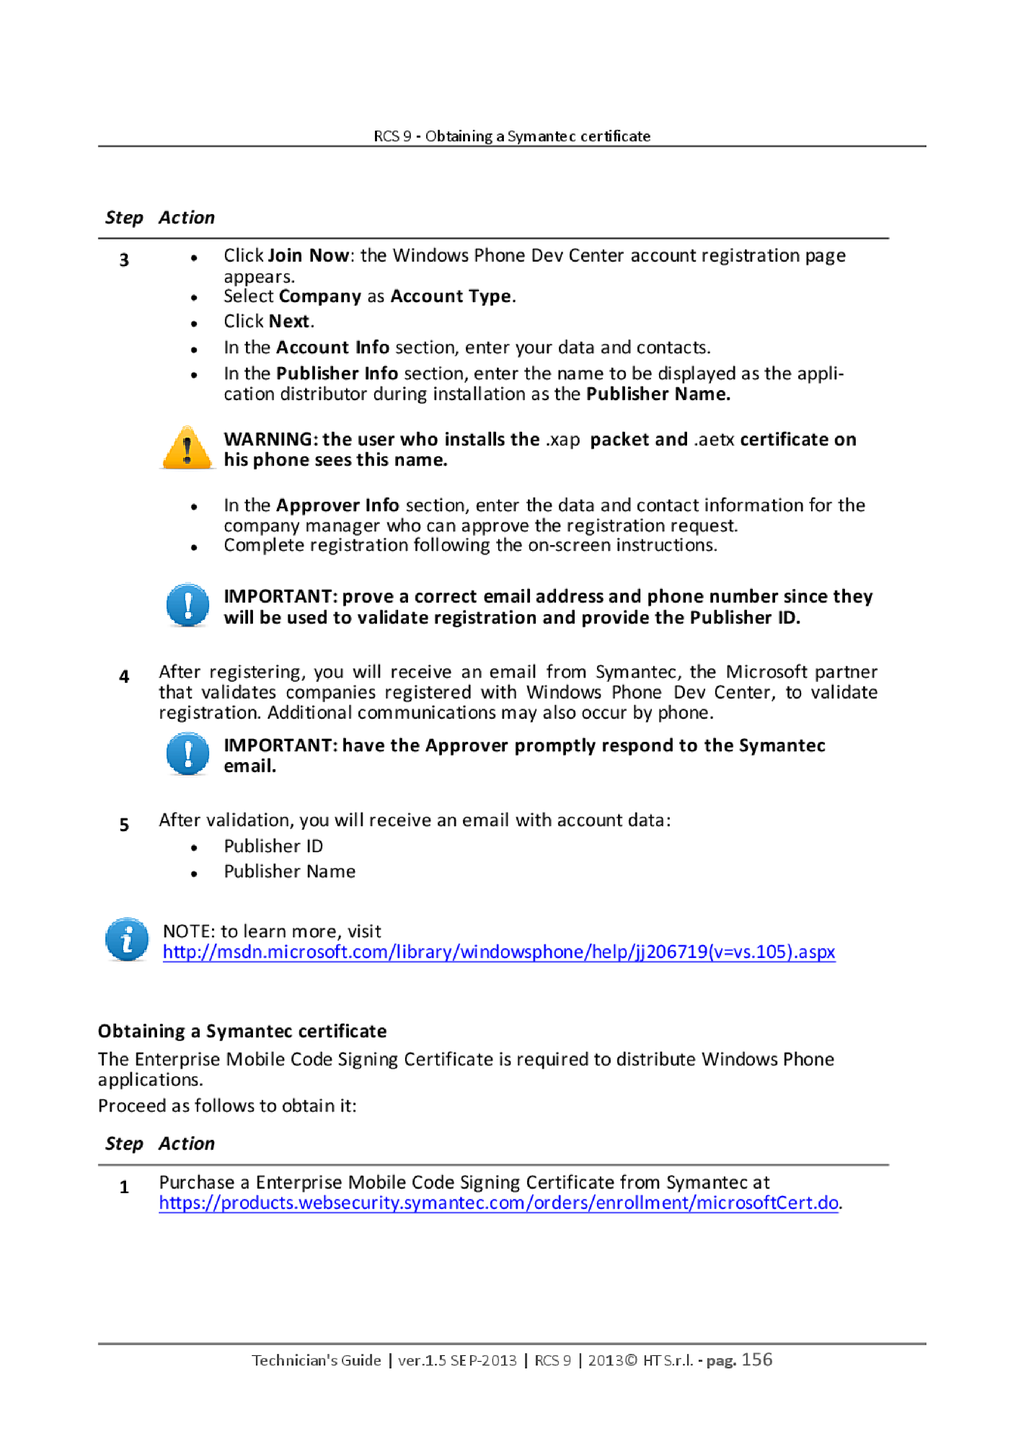 RCS 9 - Obtaining a Symantec certificate
Step Action
3
• Click Join Now: the Windows Phone Dev Center account registration page
appears.
• Select Company as Account Type.
• Click Next.
• In the Account Info section, enter your data and contacts.
• In the Publisher Info section, enter the name to be displayed as the appli-
cation distributor during installation as the Publisher Name.
WARNING: the user who installs the .xap packet and .aetx certificate on
his phone sees this name.
• In the Approver Info section, enter the data and contact information for the
company manager who can approve the registration request.
• Complete registration following the on-screen instructions.
IMPORTANT: prove a correct email address and phone number since they
will be used to validate registration and provide the Publisher ID.
4 After registering, you will receive an email from Symantec, the Microsoft partner
that validates companies registered with Windows Phone Dev Center, to validate
registration. Additional communications may also occur by phone.
IMPORTANT: have the Approver promptly respond to the Symantec
email.
5 After validation, you will receive an email with account data:
• Publisher ID
• Publisher Name
NOTE: to learn more, visit
http://msdn.microsoft.com/library/windowsphone/help/jj206719(v=vs.105).aspx
Obtaining a Symantec certificate
The Enterprise Mobile Code Signing Certificate is required to distribute Windows Phone
applications.
Proceed as follows to obtain it:
Step Action
1 Purchase a Enterprise Mobile Code Signing Certificate from Symantec at
https://products.websecurity.symantec.com/orders/enrollment/microsoftCert.do.
Technician's Guide | ver.1.5 SEP-2013 | RCS 9 | 2013© HT S.r.l. - pag. 156